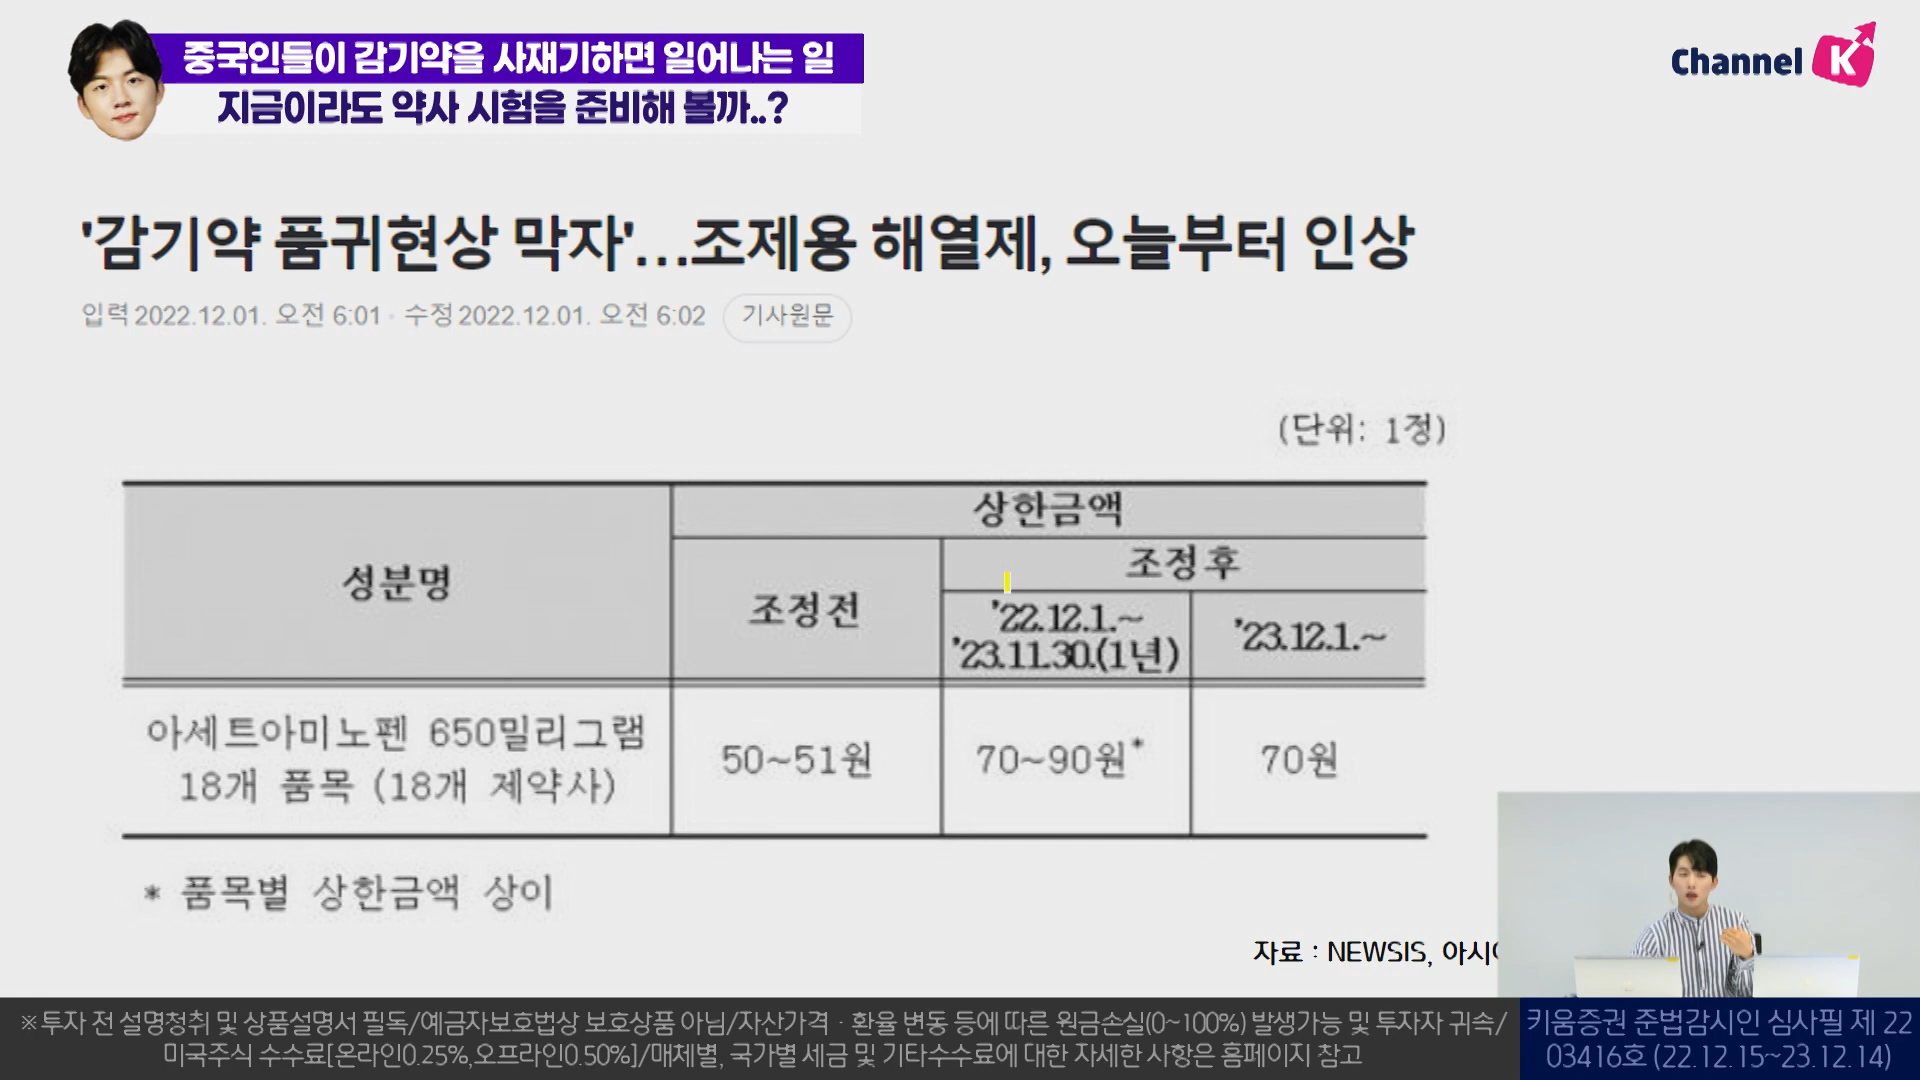 중국인들이 감기약을 사재기하면 일어나는 일
지금이라도 약사 시험을 준비해 볼까..?
Channel K
'감기약 품귀현상 막자'…조제용 해열제, 오늘부터 인상
입력 2022.12.01. 오전 6:01 · 수정 2022.12.01. 오전 6:02 기사원문
(단위: 1정)
성분명
상한금액
조정전
조정후
'22.12.1.~
'23.11.30.(1년)
'23.12.1.~
아세트아미노펜 650밀리그램
18개 품목 (18개 제약사)
50~51원
70~90원*
70원
* 품목별 상한금액 상이
자료 : NEWSIS, 아시
※투자 전 설명청취 및 상품설명서 필독/예금자보호법상 보호상품 아님/자산가격 · 환율 변동 등에 따른 원금손실(0~100%) 발생가능 및 투자자 귀속/
미국주식 수수료[온라인0.25%,오프라인0.50%]/매체별, 국가별 세금 및 기타수수료에 대한 자세한 사항은 홈페이지 참고
키움증권 준법감시인 심사필 제 22
03416호 (22.12.15~23.12.14)